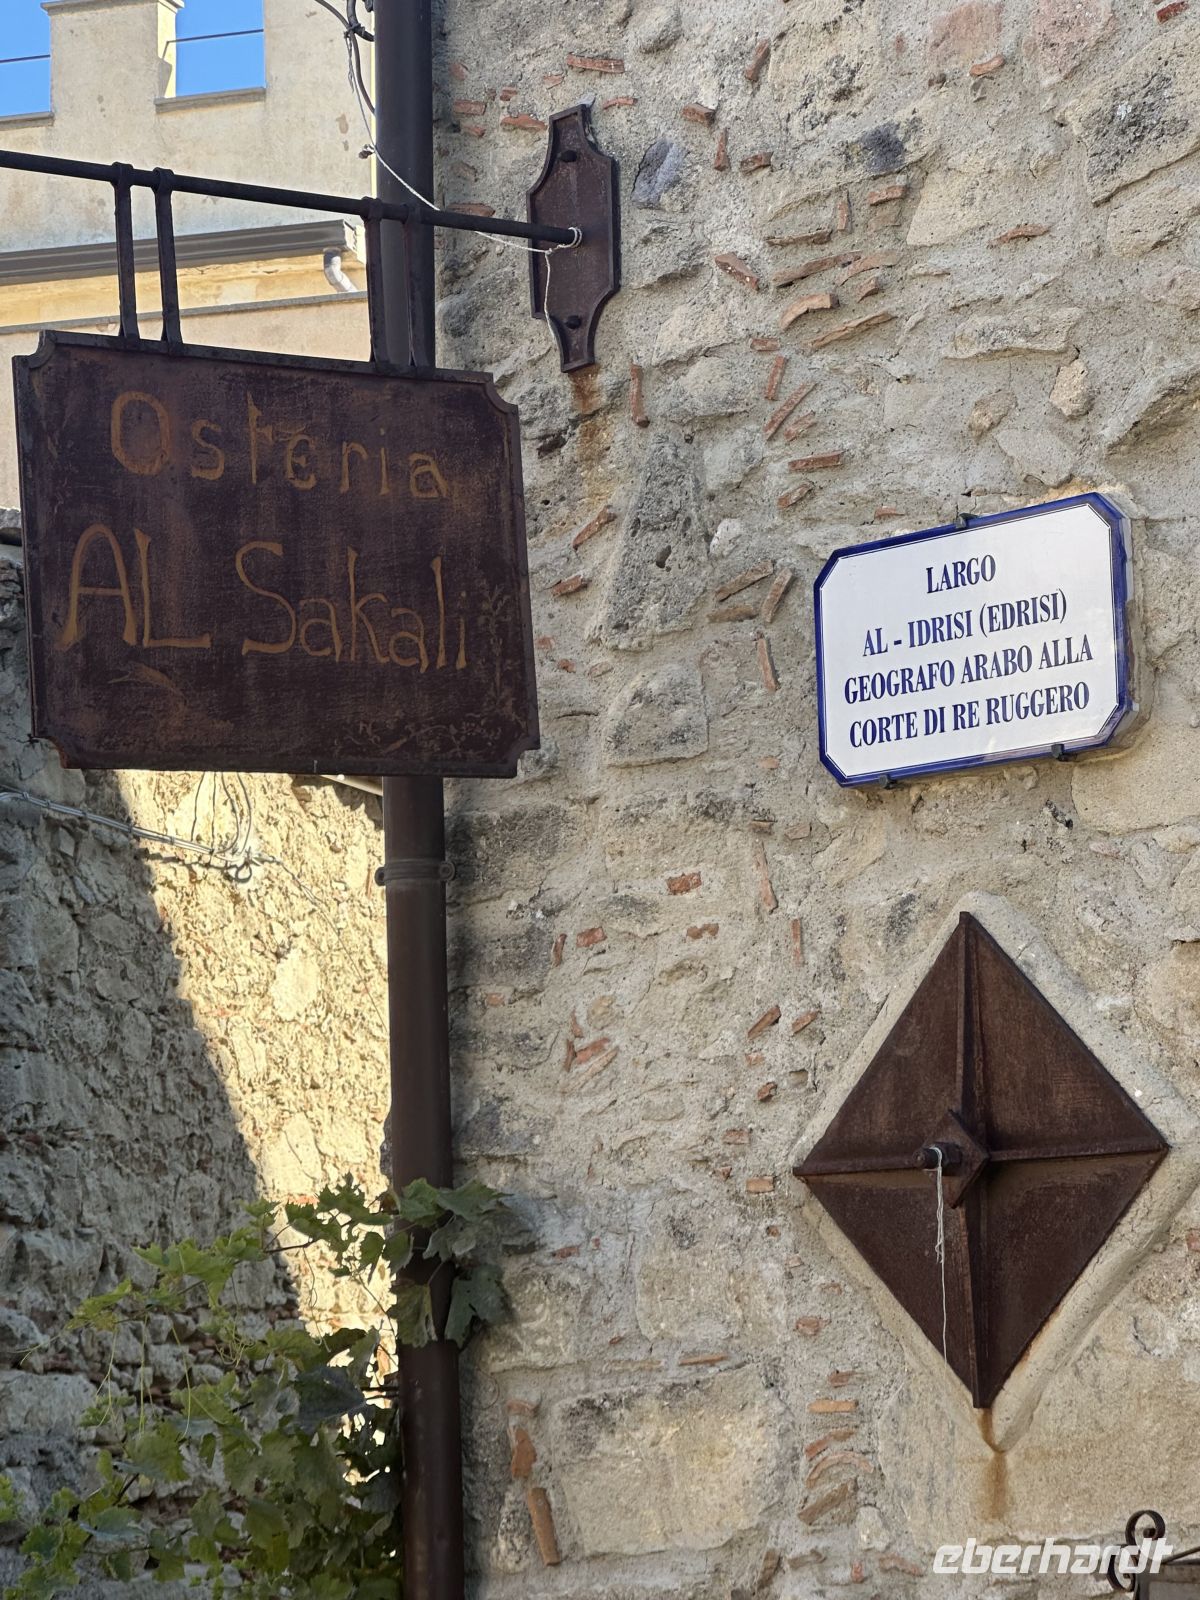 Osteria
AL Sakali
LARGO
AL - IDRISI (EDRISI)
GEOGRAFO ARABO ALLA
CORTE DI RE RUGGERO
eberhardt